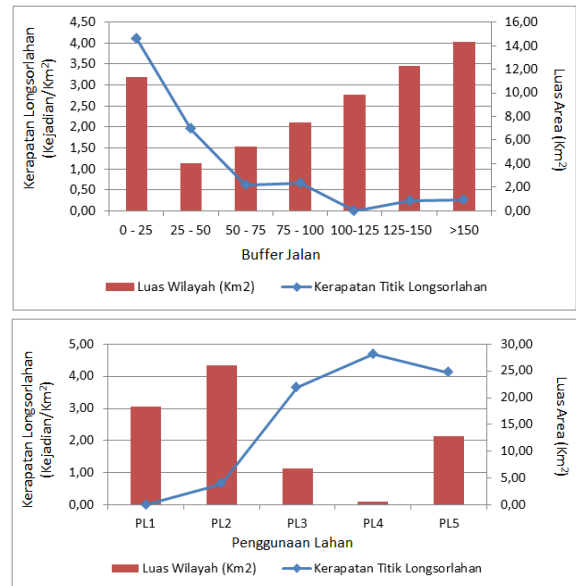 4,50
4,00
3,50
3,00
2,50
2,00
1,50
1,00
0,50
0,00
Kerapatan Longsorlahan
(Kejadian/Km²)
16,00
14,00
12,00
10,00
8,00
6,00
4,00
2,00
0,00
Luas Area (Km²)
0 - 25 25 - 50 50 - 75 75 - 100 100-125 125-150 >150
Buffer Jalan
Luas Wilayah (Km2) Kerapatan Titik Longsorlahan
5,00
4,00
3,00
2,00
1,00
0,00
Kerapatan Longsorlahan
(Kejadian/Km²)
30,00
25,00
20,00
15,00
10,00
5,00
0,00
Luas Area (Km²)
PL1 PL2 PL3 PL4 PL5
Penggunaan Lahan
Luas Wilayah (Km2) Kerapatan Titik Longsorlahan